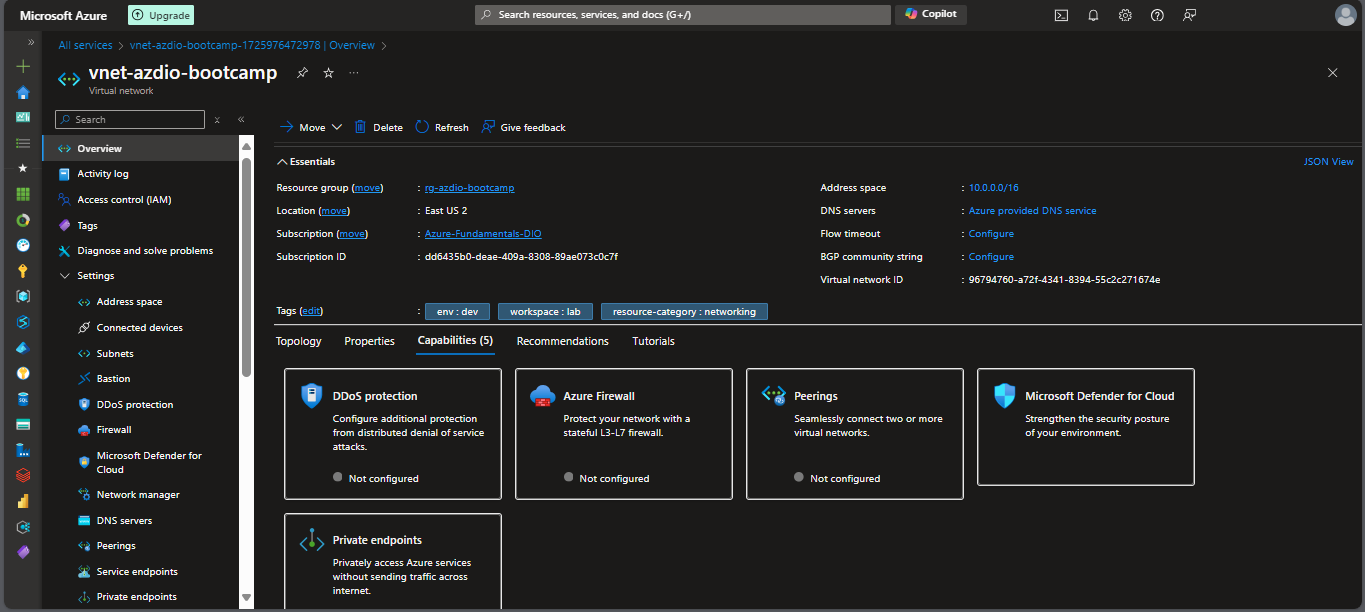 Microsoft Azure
Upgrade
Search resources, services, and docs (G+/)
Copilot
All services > vnet-azdio-bootcamp-1725976472978 | Overview >
vnet-azdio-bootcamp
Virtual network
Search
Overview
Activity log
Access control (IAM)
Tags
Diagnose and solve problems
Settings
Address space
Connected devices
Subnets
Bastion
DDoS protection
Firewall
Microsoft Defender for
Cloud
Network manager
DNS servers
Peerings
Service endpoints
Private endpoints
Move
Delete
Refresh
Give feedback
Essentials
JSON View
Resource group (move) : rg-azdio-bootcamp
Location (move) : East US 2
Subscription (move) : Azure-Fundamentals-DIO
Subscription ID : dd6435b0-deae-409a-8308-89ae073c0c7f
Address space : 10.0.0.0/16
DNS servers : Azure provided DNS service
Flow timeout : Configure
BGP community string : Configure
Virtual network ID : 96794760-a72f-4341-8394-55c2c271674e
Tags (edit) : env : dev workspace : lab resource-category : networking
Topology
Properties
Capabilities (5)
Recommendations
Tutorials
DDoS protection
Configure additional protection
from distributed denial of service
attacks.
Not configured
Azure Firewall
Protect your network with a
stateful L3-L7 firewall.
Not configured
Peerings
Seamlessly connect two or more
virtual networks.
Not configured
Microsoft Defender for Cloud
Strengthen the security posture
of your environment.
Private endpoints
Privately access Azure services
without sending traffic across
internet.